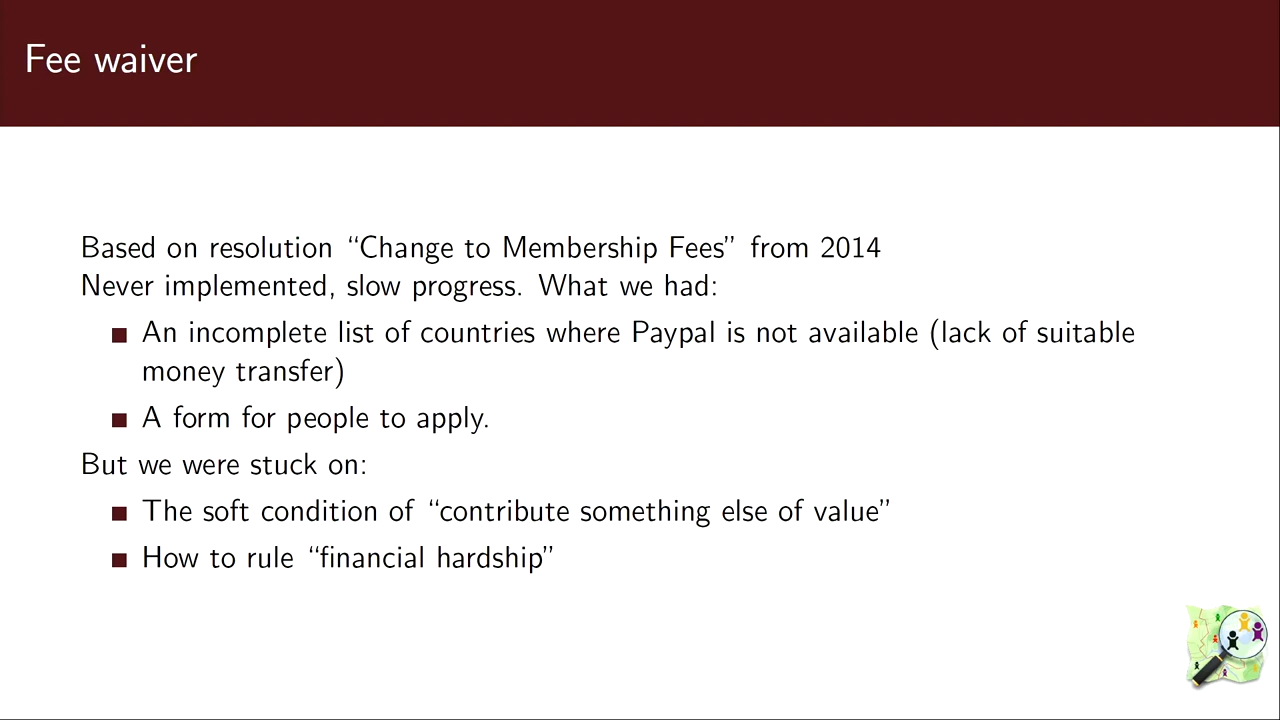 Fee waiver
Based on resolution “Change to Membership Fees” from 2014
Never implemented, slow progress. What we had:
An incomplete list of countries where Paypal is not available (lack of suitable
money transfer)
A form for people to apply.
But we were stuck on:
The soft condition of “contribute something else of value”
How to rule “financial hardship”